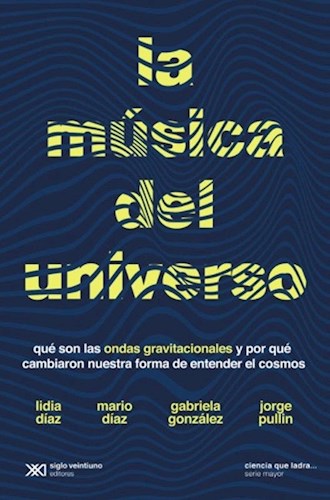 la
música
del
universo
qué son las ondas gravitacionales y por qué
cambiaron nuestra forma de entender el cosmos
lidia díaz
mario díaz
gabriela gonzález
jorge pullin
siglo veintiuno
editores
ciencia que ladra...
serie mayor